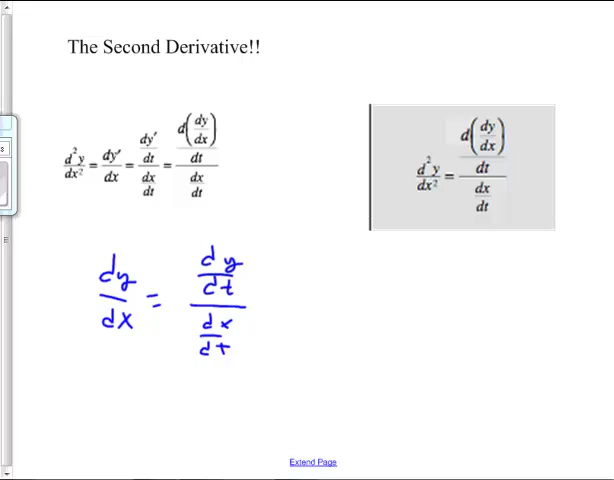 The Second Derivative!!
d²y/dx² = dy′/dx = (dy′/dt)/(dx/dt) = (d(dy/dx)/dt)/(dx/dt)
d²y/dx² = (d(dy/dx)/dt)/(dx/dt)
dy/dx = (dy/dt)/(dx/dt)
Extend Page